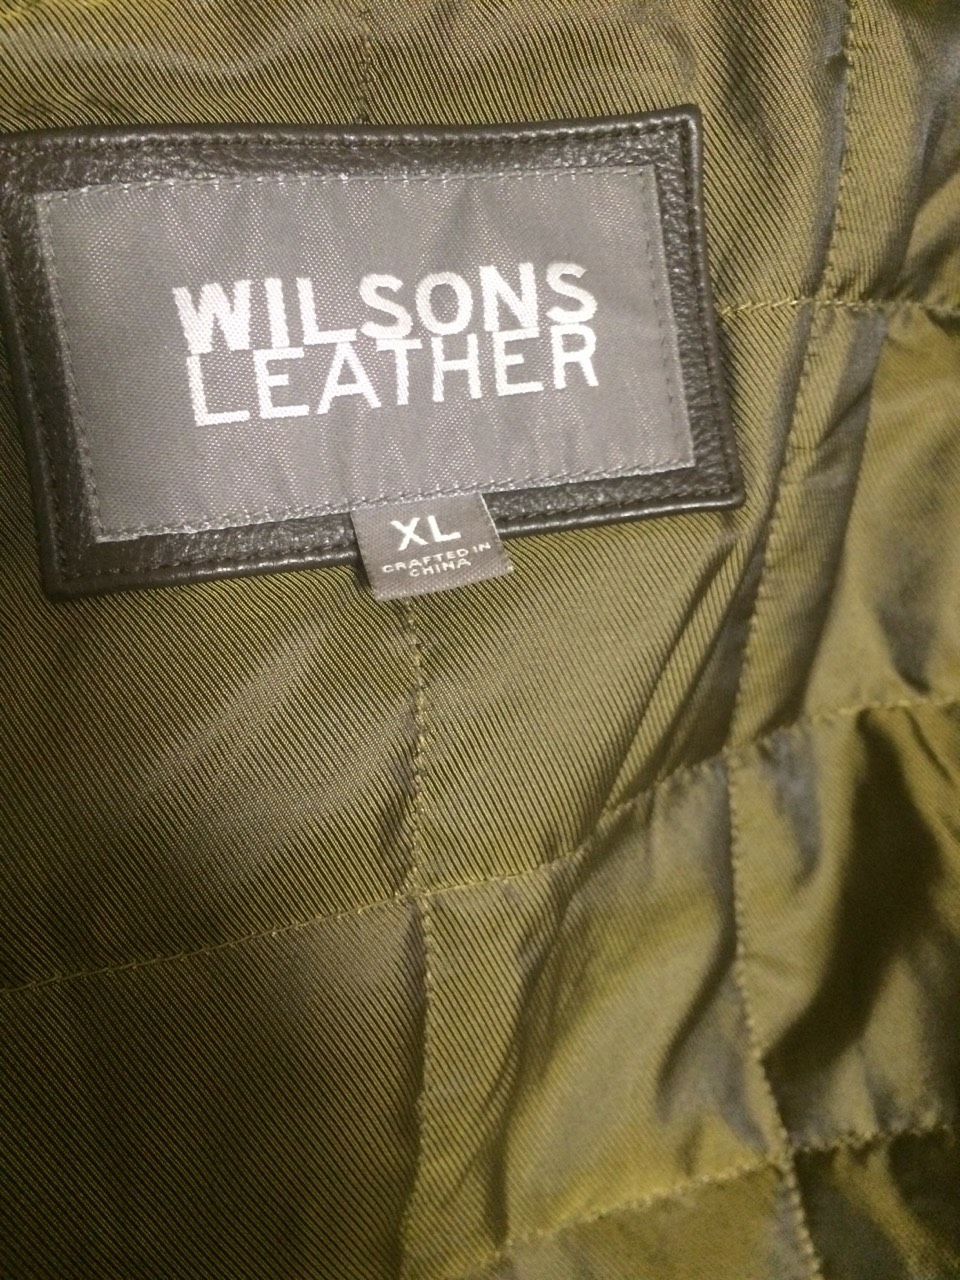 WILSONS
LEATHER
XL
CRAFTED IN
CHINA